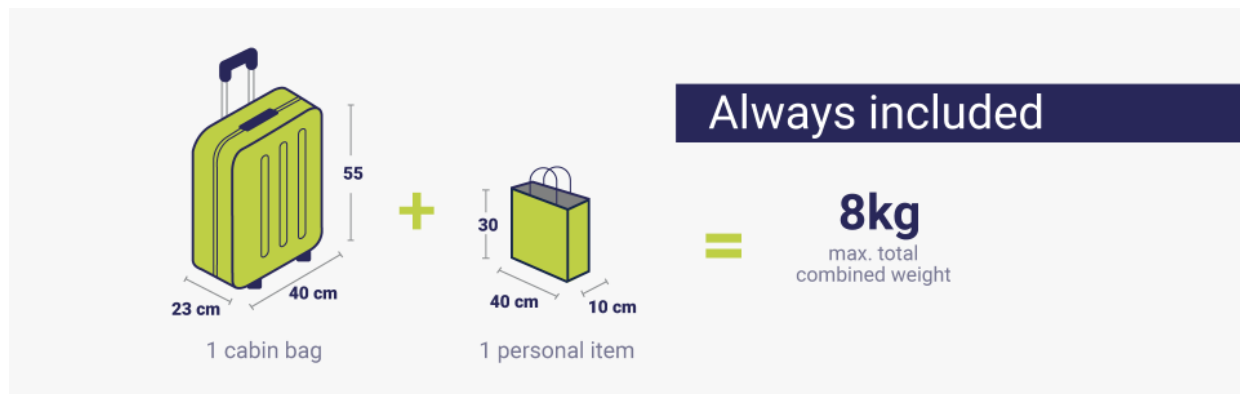 Always included
55
30
8kg
max. total
combined weight
23 cm
40 cm
40 cm
10 cm
1 cabin bag
1 personal item